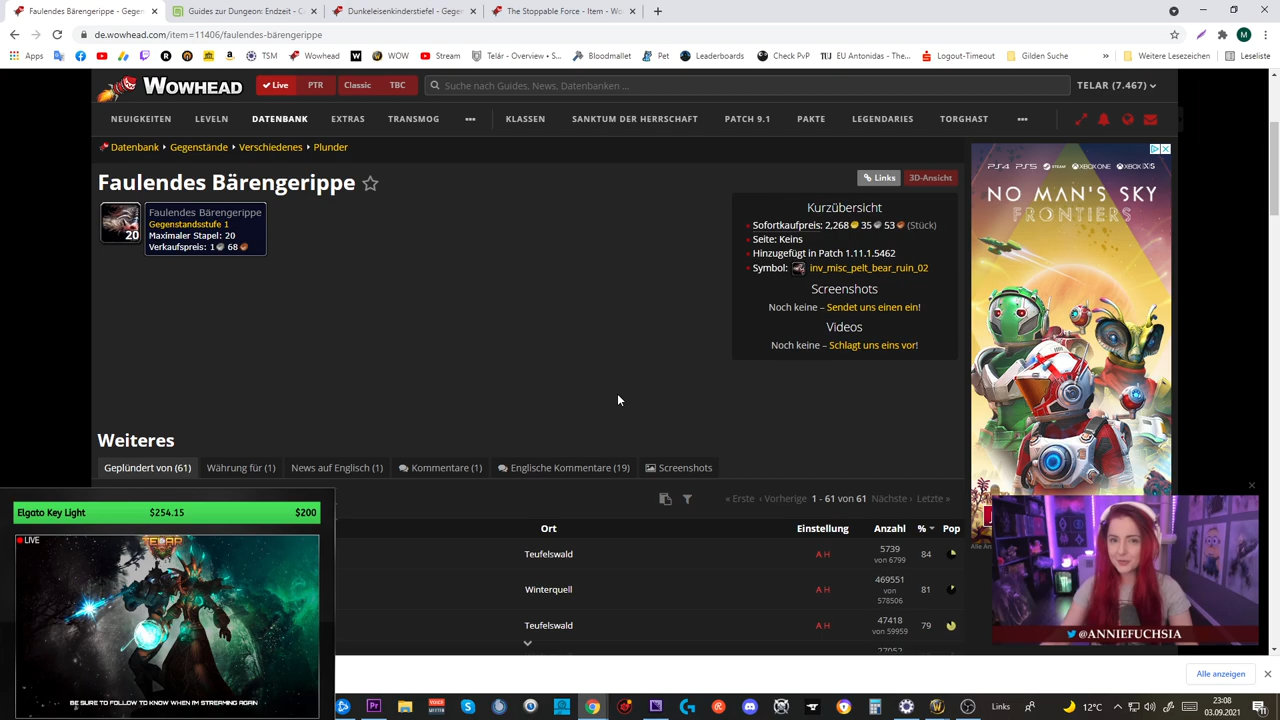 Faulendes Bärengerippe - Gegen
Guides zur Coinen: Endzeit - Co
Dunkeleisenkinderstiefel - Gegen
The Stoppable Force - Item - Wo
de.wowhead.com/item=11406/faulendes-bärengerippe
M
Apps
TSM
Wowhead
WOW
Stream
Telár - Overview - S...
Bloodmallet
Pet
Leaderboards
Check PvP
EU Antonidas - The...
Logout-Timeout
Gilden Suche
»
Weitere Lesezeichen
Leseliste
WOWHEAD
Live
PTR
Classic
TBC
Suche nach Guides, News, Datenbanken ...
TELAR (7.467)
NEUIGKEITEN
LEVELN
DATENBANK
EXTRAS
TRANSMOG
KLASSEN
SANKTUM DER HERRSCHAFT
PATCH 9.1
PAKTE
LEGENDARIES
TORGHAST
Datenbank
Gegenstände
Verschiedenes
Plunder
Faulendes Bärengerippe
Links
3D-Ansicht
20
Faulendes Bärengerippe
Gegenstandsstufe 1
Maximaler Stapel: 20
Verkaufspreis: 1 68
Kurzübersicht
Sofortkaufpreis: 2,268 35 53 (Stück)
Seite: Keins
Hinzugefügt in Patch 1.11.1.5462
Symbol: inv_misc_pelt_bear_ruin_02
Screenshots
Noch keine – Sendet uns einen ein!
Videos
Noch keine – Schlagt uns eins vor!
PS4 PS5 STEAM XBOX ONE XBOX X|S
NO MAN'S SKY
FRONTIERS
Weiteres
Geplündert von (61)
Währung für (1)
News auf Englisch (1)
Kommentare (1)
Englische Kommentare (19)
Screenshots
« Erste ‹ Vorherige 1 - 61 von 61 Nächste › Letzte »
Ort
Einstellung
Anzahl
%
Pop
Teufelswald
A H
5739
von 6799
84
Winterquell
A H
469551
von
578506
81
Teufelswald
A H
47418
von 59959
79
Elgato Key Light
$254.15
$200
LIVE
TELAR
BE SURE TO FOLLOW TO KNOW WHEN I'M STREAMING AGAIN
@ANNIEFUCHSIA
Alle anzeigen
Links
12°C
23:08
03.09.2021